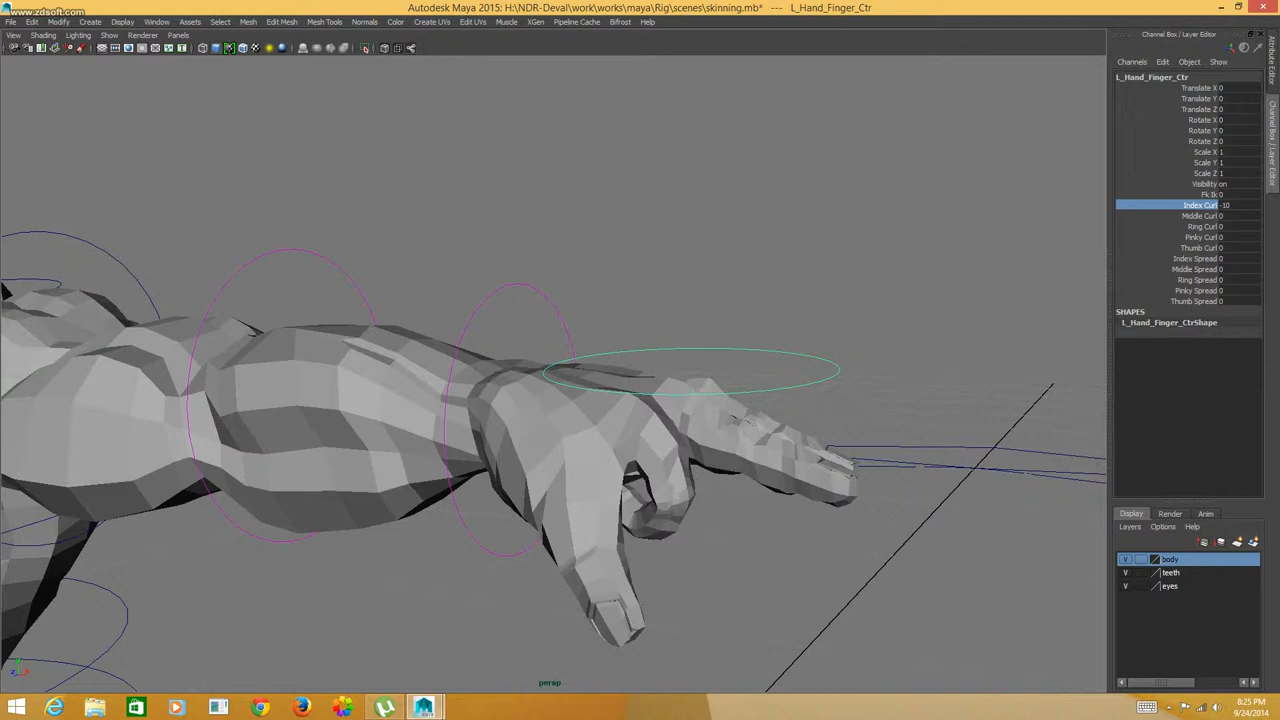 www.zdsoft.com
Autodesk Maya 2015: H:\NDR-Deval\work\works\maya\Rig\scenes\skinning.mb* --- L_Hand_Finger_Ctr
File Edit Modify Create Display Window Assets Select Mesh Edit Mesh Mesh Tools Normals Color Create UVs Edit UVs Muscle XGen Pipeline Cache Bifrost Help
View Shading Lighting Show Renderer Panels
Channel Box / Layer Editor
Channels Edit Object Show
L_Hand_Finger_Ctr
Translate X 0
Translate Y 0
Translate Z 0
Rotate X 0
Rotate Y 0
Rotate Z 0
Scale X 1
Scale Y 1
Scale Z 1
Visibility on
Fk Ik 0
Index Curl -10
Middle Curl 0
Ring Curl 0
Pinky Curl 0
Thumb Curl 0
Index Spread 0
Middle Spread 0
Ring Spread 0
Pinky Spread 0
Thumb Spread 0
SHAPES
L_Hand_Finger_CtrShape
Attribute Editor
Channel Box / Layer Editor
Display Render Anim
Layers Options Help
V body
V teeth
V eyes
persp
8:25 PM
9/24/2014